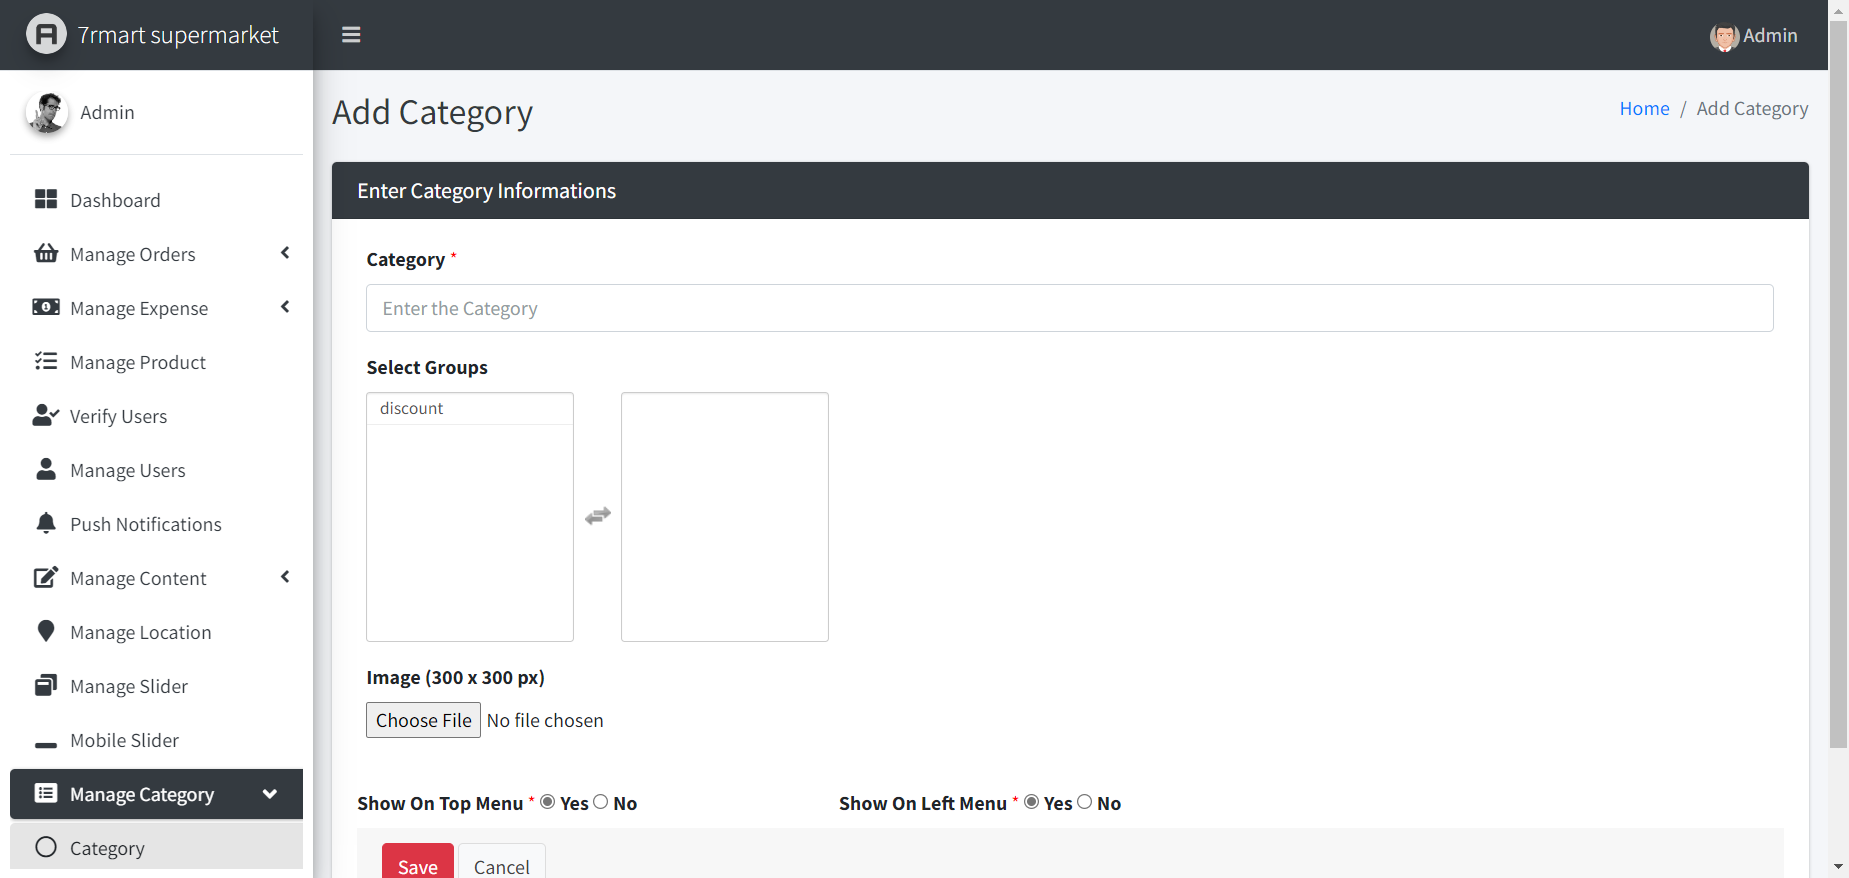 7rmart supermarket
Admin
Admin
Add Category
Home / Add Category
Dashboard
Manage Orders
Manage Expense
Manage Product
Verify Users
Manage Users
Push Notifications
Manage Content
Manage Location
Manage Slider
Mobile Slider
Manage Category
Category
Enter Category Informations
Category *
Enter the Category
Select Groups
discount
Image (300 x 300 px)
Choose File No file chosen
Show On Top Menu * Yes No
Show On Left Menu * Yes No
Save Cancel